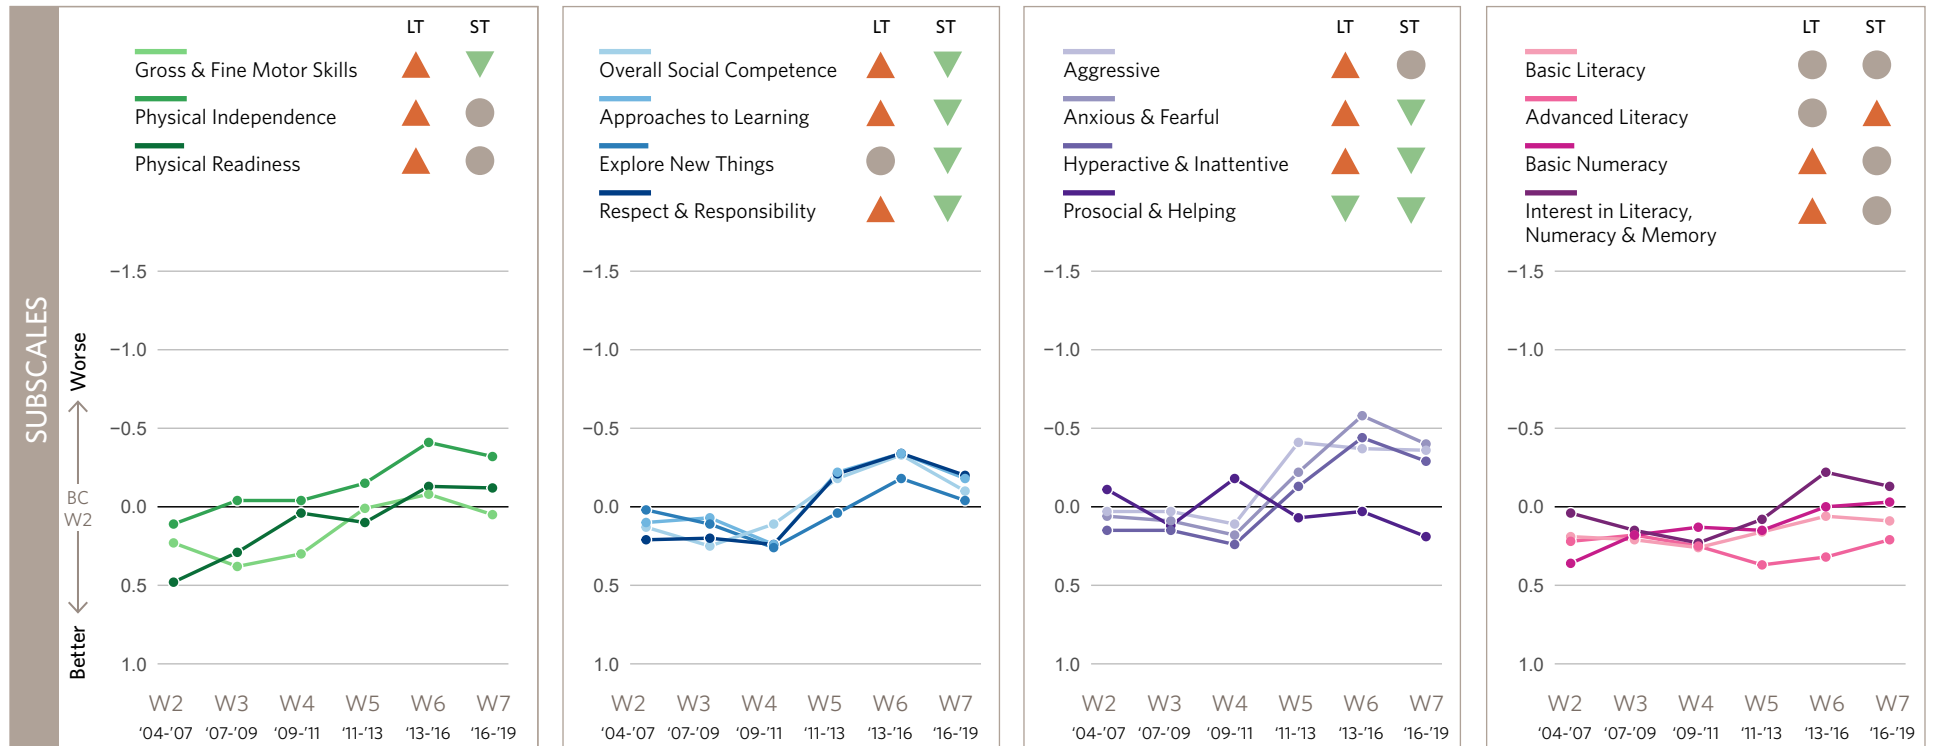 SUBSCALES
Worse
BC
W2
Better
LT ST
Gross & Fine Motor Skills
Physical Independence
Physical Readiness
−1.5
−1.0
−0.5
0.0
0.5
1.0
W2 W3 W4 W5 W6 W7
‘04-’07 ‘07-’09 ‘09-’11 ‘11-’13 ‘13-’16 ‘16-’19
LT ST
Overall Social Competence
Approaches to Learning
Explore New Things
Respect & Responsibility
−1.5
−1.0
−0.5
0.0
0.5
1.0
W2 W3 W4 W5 W6 W7
‘04-’07 ‘07-’09 ‘09-’11 ‘11-’13 ‘13-’16 ‘16-’19
LT ST
Aggressive
Anxious & Fearful
Hyperactive & Inattentive
Prosocial & Helping
−1.5
−1.0
−0.5
0.0
0.5
1.0
W2 W3 W4 W5 W6 W7
‘04-’07 ‘07-’09 ‘09-’11 ‘11-’13 ‘13-’16 ‘16-’19
LT ST
Basic Literacy
Advanced Literacy
Basic Numeracy
Interest in Literacy,
Numeracy & Memory
−1.5
−1.0
−0.5
0.0
0.5
1.0
W2 W3 W4 W5 W6 W7
‘04-’07 ‘07-’09 ‘09-’11 ‘11-’13 ‘13-’16 ‘16-’19